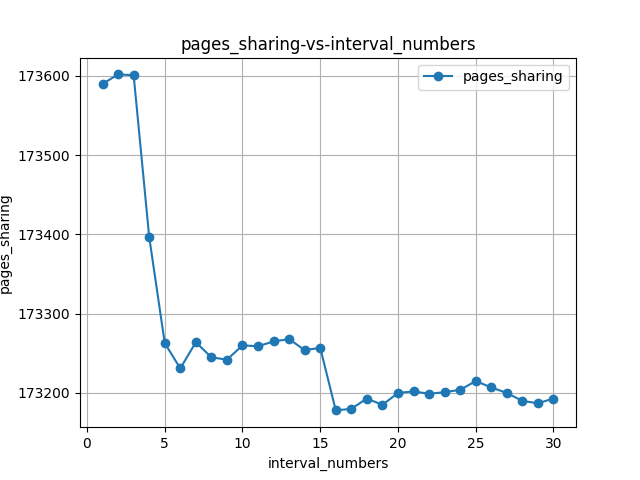 pages_sharing-vs-interval_numbers
pages_sharing
173600
173500
173400
173300
173200
pages_sharing
0 5 10 15 20 25 30
interval_numbers